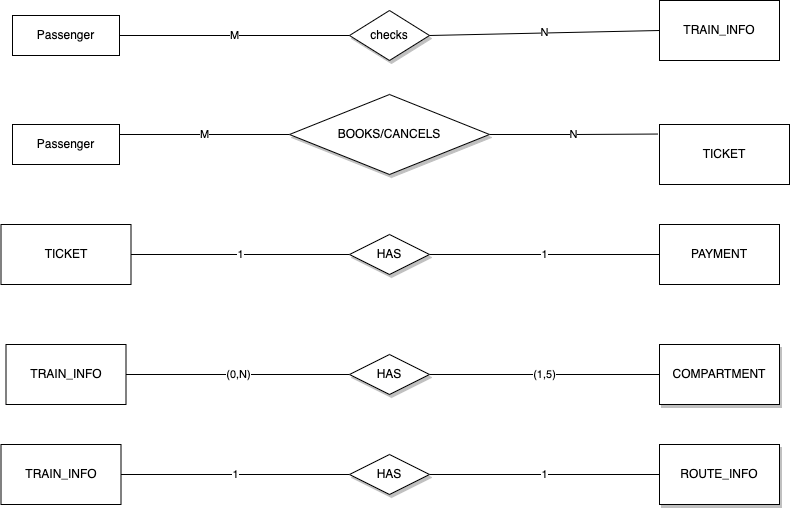 Passenger M checks N TRAIN_INFO
Passenger M BOOKS/CANCELS N TICKET
TICKET 1 HAS 1 PAYMENT
TRAIN_INFO (0,N) HAS (1,5) COMPARTMENT
TRAIN_INFO 1 HAS 1 ROUTE_INFO